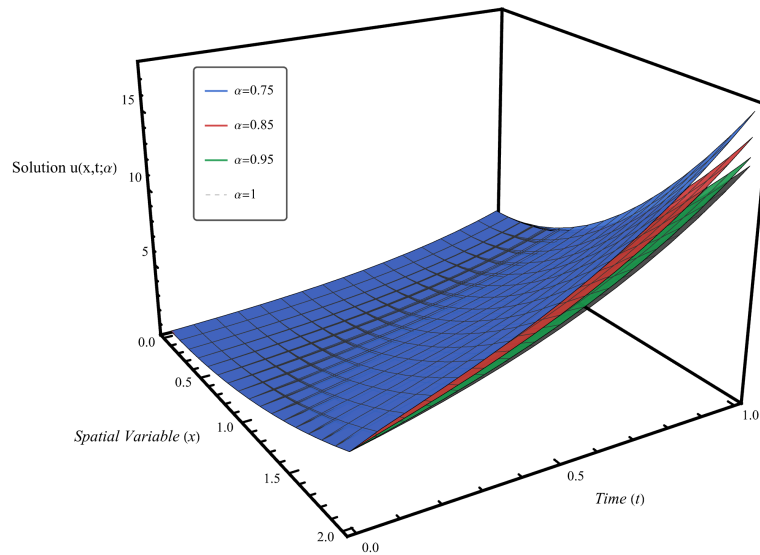 15
α=0.75
α=0.85
Solution u(x,t;α)
α=0.95
10
α=1
5
0.0
0.5
1.0
1.0
Spatial Variable (x)
1.5
0.5
Time (t)
2.0
0.0